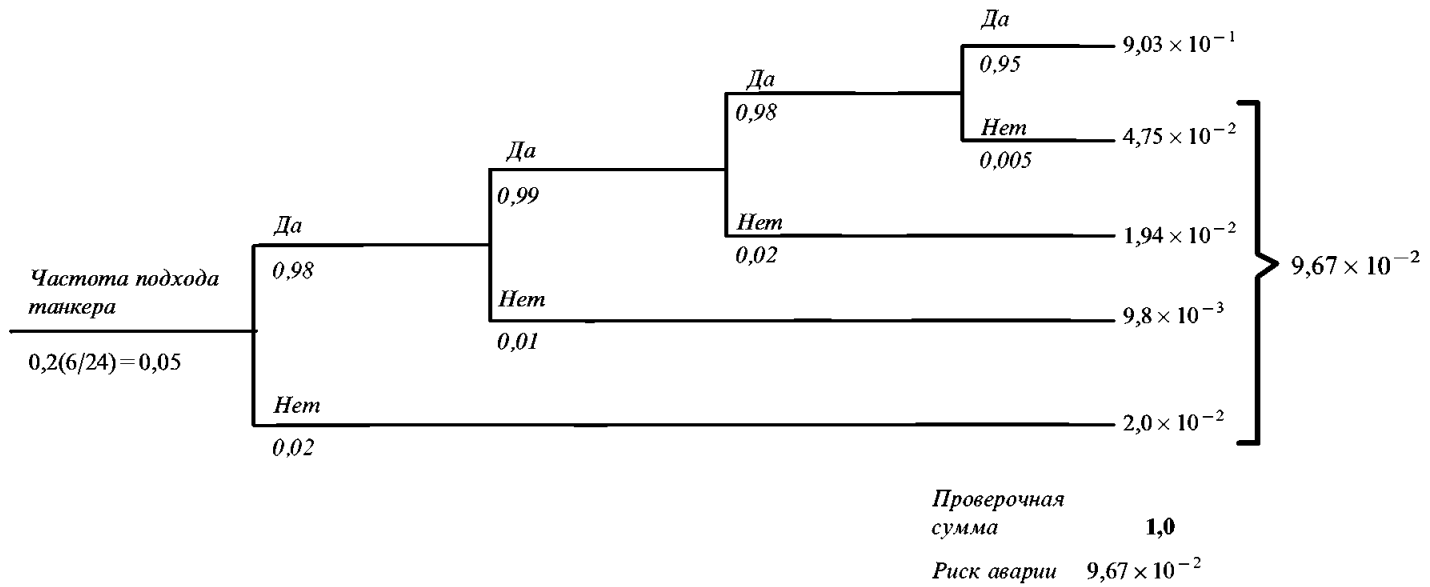 Да
0,95
9,03 × 10⁻¹
Да
0,98
Нет
0,005
4,75 × 10⁻²
Да
0,99
Нет
0,02
1,94 × 10⁻²
Да
0,98
Частота подхода
танкера
0,2(6/24) = 0,05
9,67 × 10⁻²
Нет
0,01
9,8 × 10⁻³
Нет
0,02
2,0 × 10⁻²
Проверочная
сумма 1,0
Риск аварии 9,67 × 10⁻²